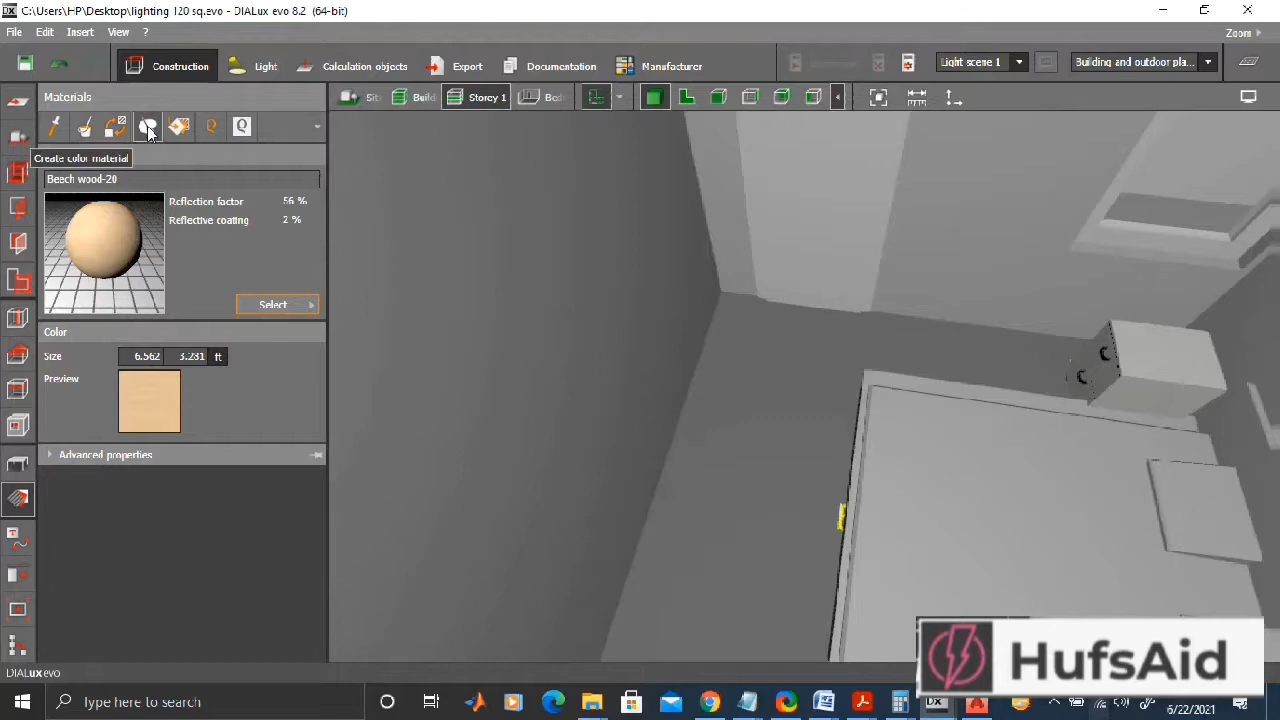 C:\Users\HP\Desktop\lighting 120 sq.evo - DIALux evo 8.2 (64-bit)
File Edit Insert View ?
Zoom
Construction Light Calculation objects Export Documentation Manufacturer
Light scene 1
Building and outdoor pla...
Materials
Sit Build Storey 1
Q Q
Create color material
Beech wood-20
Reflection factor 56 %
Reflective coating 2 %
Select
Color
Size 6.562 3.281 ft
Preview
Advanced properties
DIALux evo
HufsAid
Type here to search
6/22/2021